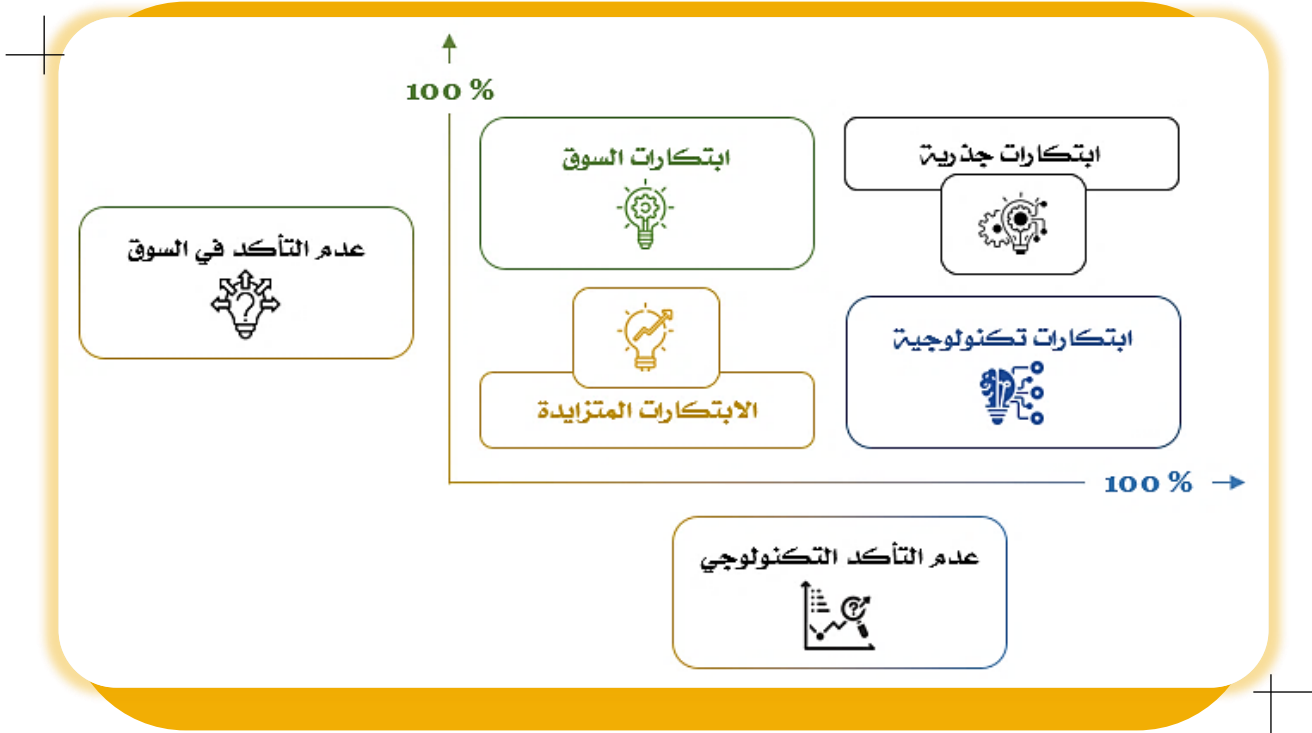 100 %
ابتكارات جذرية
ابتكارات السوق
عدم التأكد في السوق
ابتكارات تكنولوجية
الابتكارات المتزايدة
100 %
عدم التأكد التكنولوجي